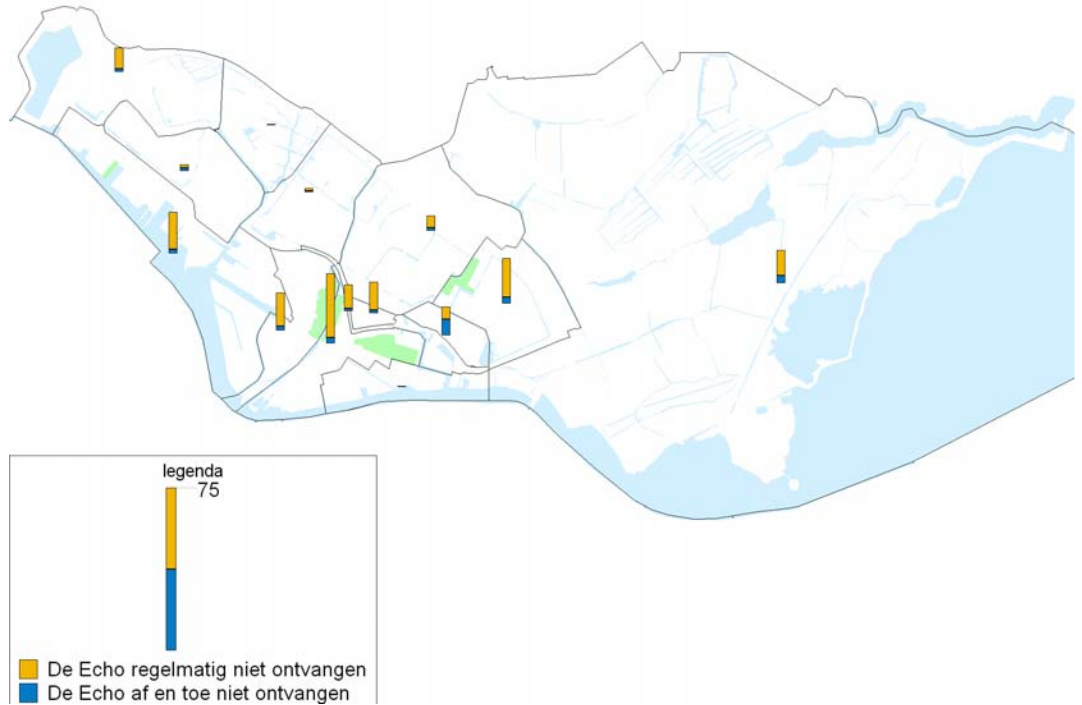 legenda
75
De Echo regelmatig niet ontvangen
De Echo af en toe niet ontvangen